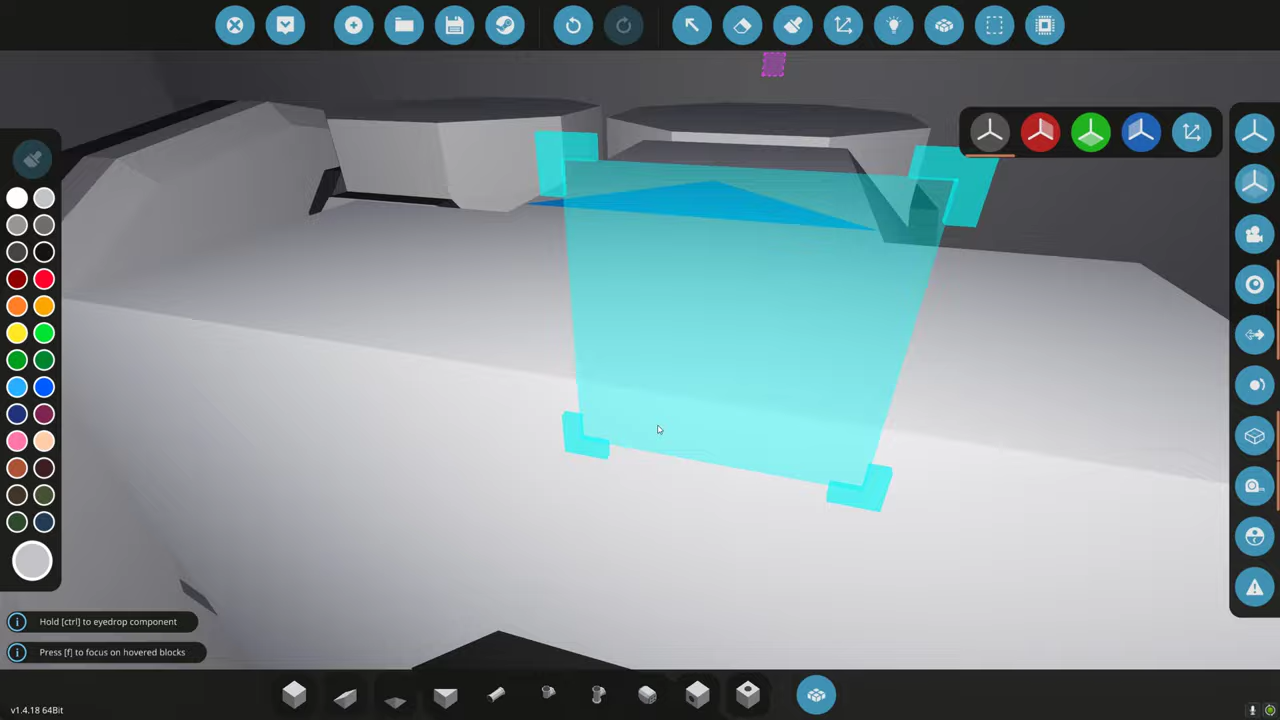 Hold [ctrl] to eyedrop component
Press [f] to focus on hovered blocks
v1.4.18 64Bit